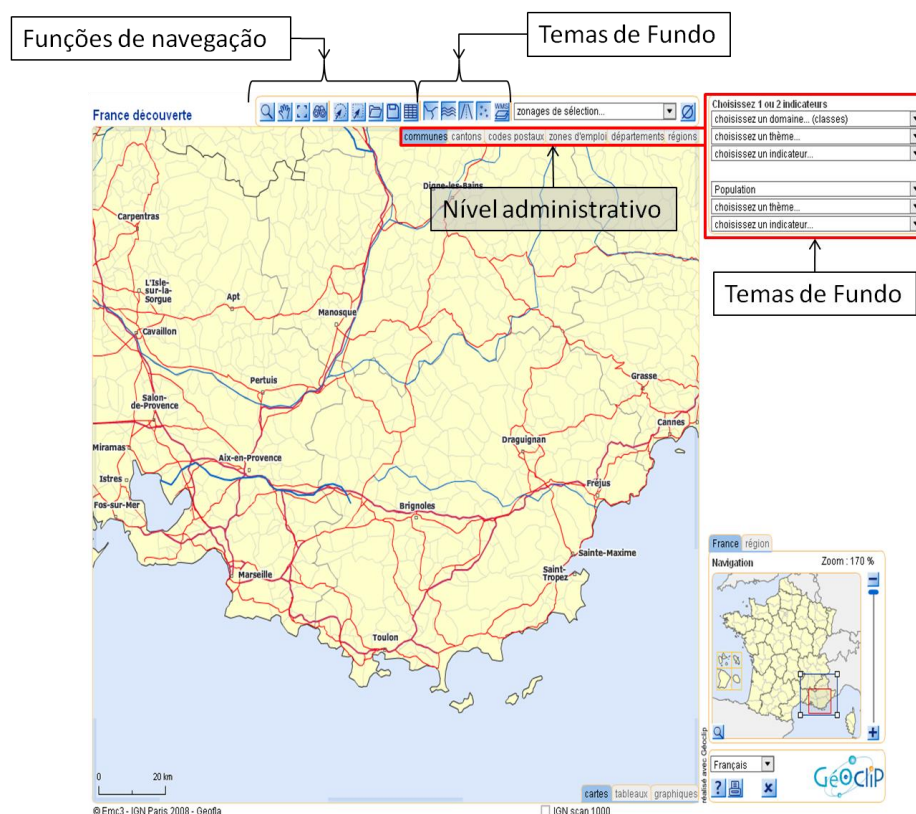 Funções de navegação
Temas de Fundo
France découverte
WMS
zonages de sélection...
communes cantons codes postaux zones d'emploi départements régions
Choisissez 1 ou 2 indicateurs
choisissez un domaine... (classes)
choisissez un thème...
choisissez un indicateur...
Population
choisissez un thème...
choisissez un indicateur...
Temas de Fundo
Nível administrativo
Digne-les-Bains
Carpentras
L'Isle-
sur-la-
Sorgue
Apt
Manosque
Cavaillon
Pertuis
Grasse
Salon-
de-Provence
Cannes
Draguignan
Miramas
Aix-en-Provence
Istres
Fréjus
Fos-sur-Mer
Brignoles
Sainte-Maxime
Marseille
Saint-
Tropez
Toulon
0 20 km
cartes tableaux graphiques
© Emc3 - IGN Paris 2008 - Geofla
IGN scan 1000
France région
Navigation Zoom : 170 %
réalisé avec Géoclip
Français
? x
GéOcliP